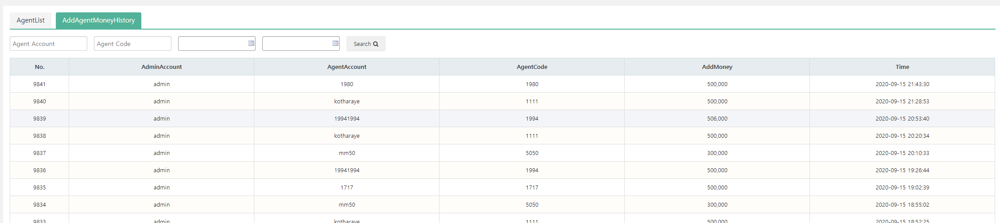 AgentList AddAgentMoneyHistory
Agent Account Agent Code Search
No. AdminAccount AgentAccount AgentCode AddMoney Time
9841 admin 1980 1980 500,000 2020-09-15 21:43:30
9840 admin kotharaye 1111 500,000 2020-09-15 21:28:53
9839 admin 19941994 1994 506,000 2020-09-15 20:53:40
9838 admin kotharaye 1111 500,000 2020-09-15 20:20:34
9837 admin mm50 5050 300,000 2020-09-15 20:10:33
9836 admin 19941994 1994 500,000 2020-09-15 19:26:44
9835 admin 1717 1717 500,000 2020-09-15 19:02:39
9834 admin mm50 5050 300,000 2020-09-15 18:55:02
9833 admin kotharaye 1111 500,000 2020-09-15 18:52:25